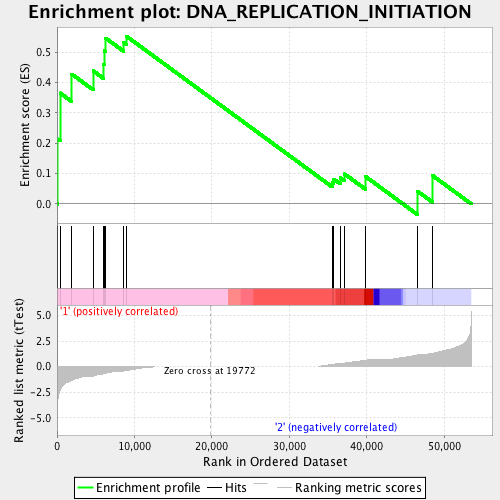 Enrichment plot: DNA_REPLICATION_INITIATION
Enrichment score (ES)
0.5
0.4
0.3
0.2
0.1
0.0
'1' (positively correlated)
Ranked list metric (tTest)
5.0
2.5
0.0
-2.5
-5.0
Zero cross at 19772
'2' (negatively correlated)
0 10,000 20,000 30,000 40,000 50,000
Rank in Ordered Dataset
Enrichment profile Hits Ranking metric scores